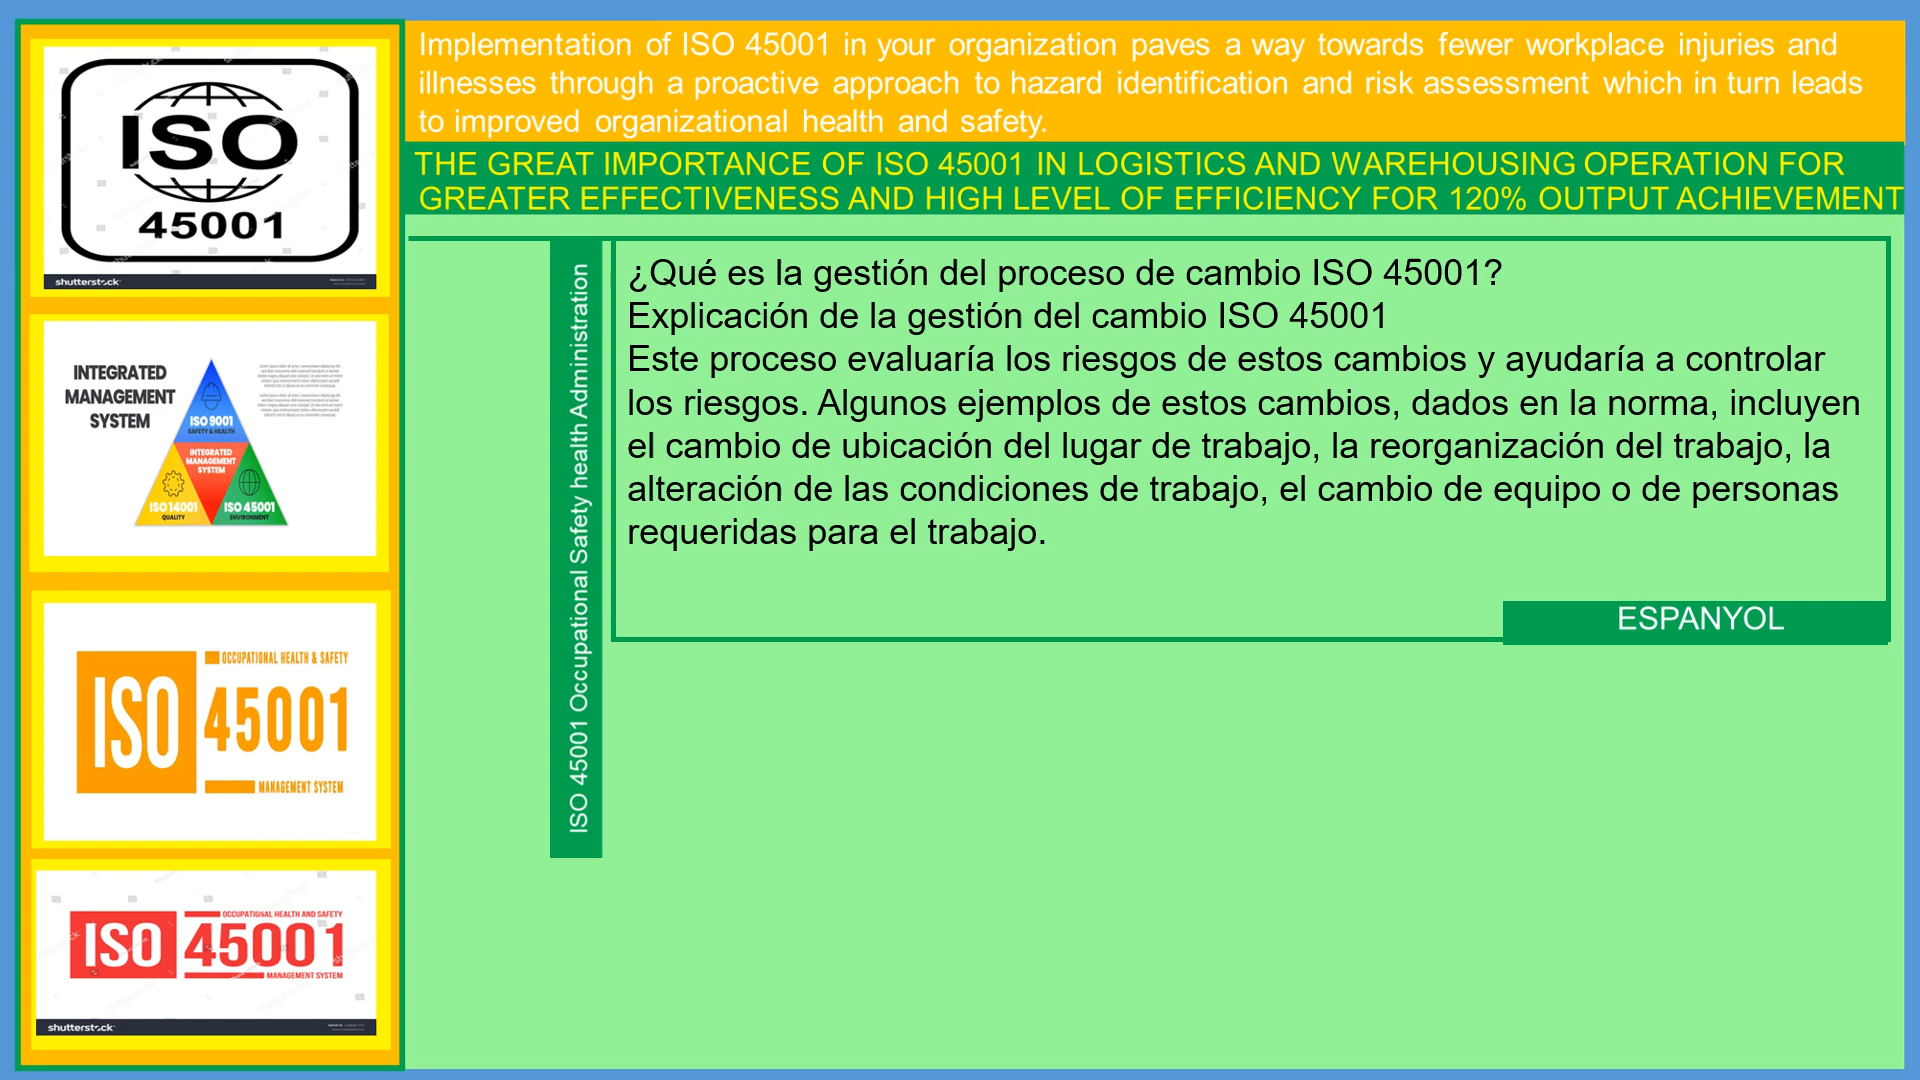 Implementation of ISO 45001 in your organization paves a way towards fewer workplace injuries and
illnesses through a proactive approach to hazard identification and risk assessment which in turn leads
to improved organizational health and safety.
THE GREAT IMPORTANCE OF ISO 45001 IN LOGISTICS AND WAREHOUSING OPERATION FOR
GREATER EFFECTIVENESS AND HIGH LEVEL OF EFFICIENCY FOR 120% OUTPUT ACHIEVEMENT
ISO
45001
shutterstock
INTEGRATED
MANAGEMENT
SYSTEM
ISO 9001
SAFETY & HEALTH
INTEGRATED
MANAGEMENT
SYSTEM
ISO 14001
QUALITY
ISO 45001
ENVIRONMENT
OCCUPATIONAL HEALTH & SAFETY
ISO 45001
MANAGEMENT SYSTEM
OCCUPATIONAL HEALTH AND SAFETY
ISO 45001
MANAGEMENT SYSTEM
shutterstock
ISO 45001 Occupational Safety health Administration
¿Qué es la gestión del proceso de cambio ISO 45001?
Explicación de la gestión del cambio ISO 45001
Este proceso evaluaría los riesgos de estos cambios y ayudaría a controlar
los riesgos. Algunos ejemplos de estos cambios, dados en la norma, incluyen
el cambio de ubicación del lugar de trabajo, la reorganización del trabajo, la
alteración de las condiciones de trabajo, el cambio de equipo o de personas
requeridas para el trabajo.
ESPANYOL